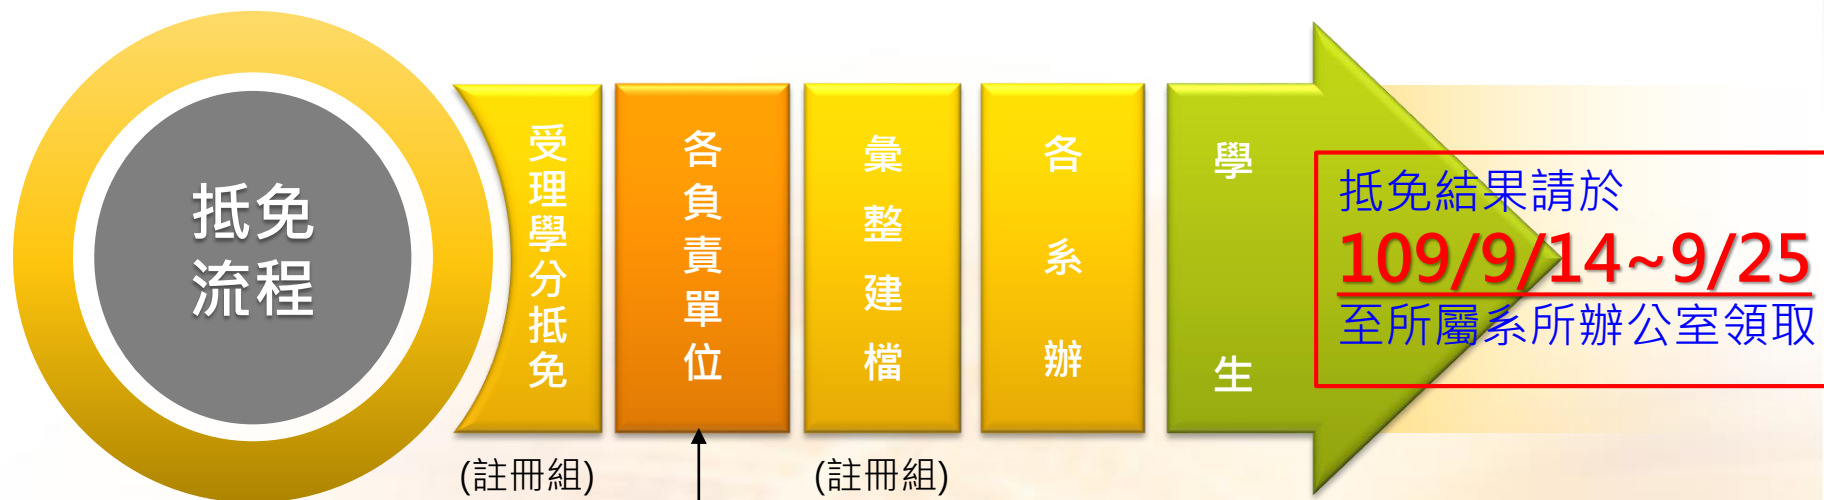 抵免
流程
受理學分抵免
各負責單位
彙整建檔
各系辦
學生
抵免結果請於
109/9/14~9/25
至所屬系所辦公室領取
(註冊組)
(註冊組)